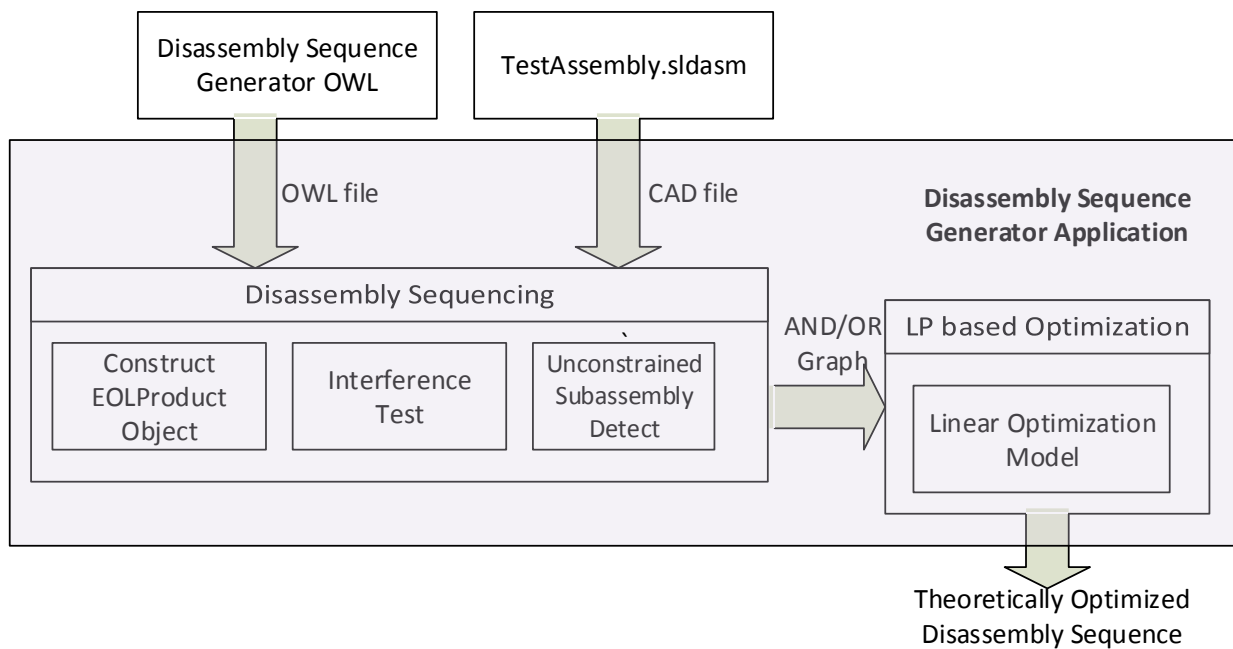 Disassembly Sequence
Generator OWL
TestAssembly.sldasm
OWL file
CAD file
Disassembly Sequence
Generator Application
Disassembly Sequencing
Construct
EOLProduct
Object
Interference
Test
`
Unconstrained
Subassembly
Detect
AND/OR
Graph
LP based Optimization
Linear Optimization
Model
Theoretically Optimized
Disassembly Sequence